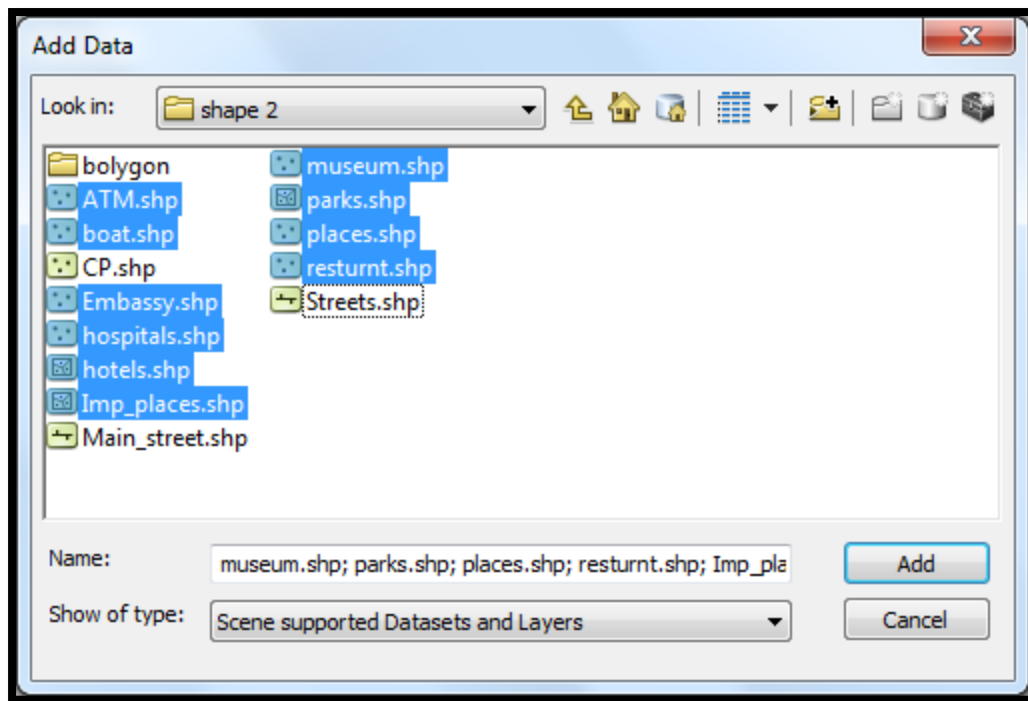 Add Data
Look in:
shape 2
bolygon
ATM.shp
boat.shp
CP.shp
Embassy.shp
hospitals.shp
hotels.shp
Imp_places.shp
Main_street.shp
museum.shp
parks.shp
places.shp
resturnt.shp
Streets.shp
Name:
museum.shp; parks.shp; places.shp; resturnt.shp; Imp_pla
Add
Show of type:
Scene supported Datasets and Layers
Cancel